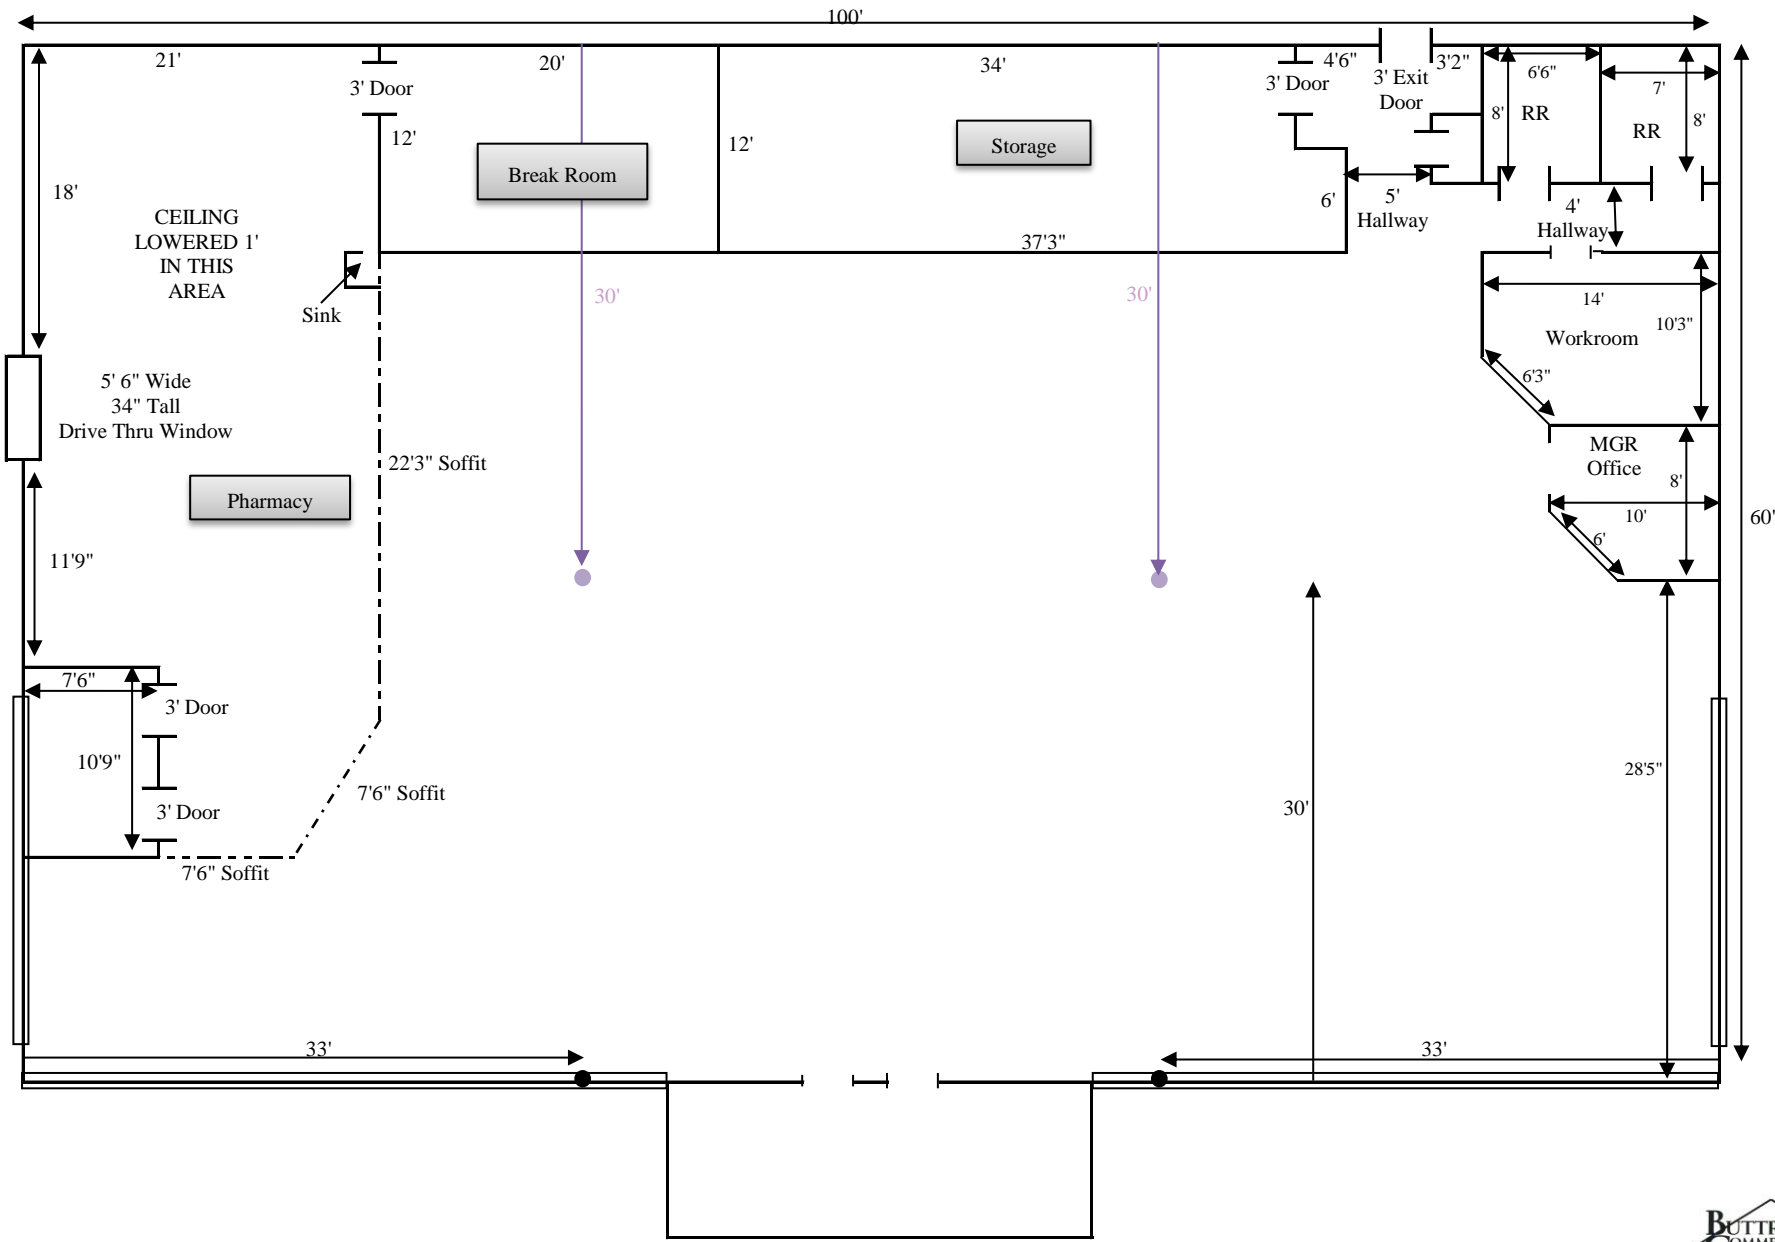 100'
21'
20'
34'
4'6"
3'2"
6'6"
7'
3' Door
3' Door
3' Exit
Door
8'
RR
RR
8'
12'
12'
Storage
Break Room
18'
6'
5'
Hallway
4'
Hallway
CEILING
LOWERED 1'
IN THIS
AREA
37'3"
Sink
30'
30'
14'
10'3"
Workroom
6'3"
5' 6" Wide
34" Tall
Drive Thru Window
22'3" Soffit
MGR
Office
8'
Pharmacy
10'
60'
6'
11'9"
7'6"
3' Door
10'9"
28'5"
7'6" Soffit
30'
3' Door
7'6" Soffit
33'
33'